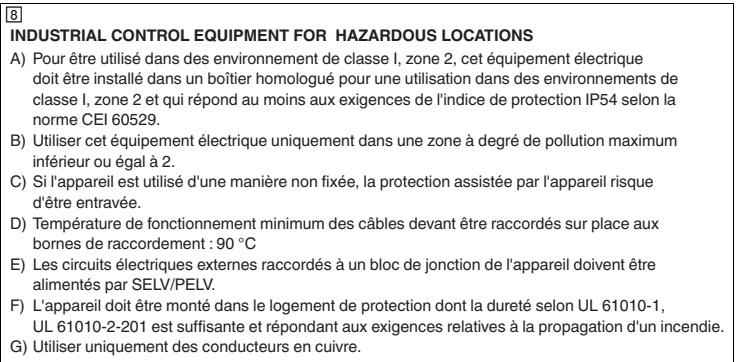 8
INDUSTRIAL CONTROL EQUIPMENT FOR HAZARDOUS LOCATIONS
A) Pour être utilisé dans des environnement de classe I, zone 2, cet équipement électrique
doit être installé dans un boîtier homologué pour une utilisation dans des environnements de
classe I, zone 2 et qui répond au moins aux exigences de l'indice de protection IP54 selon la
norme CEI 60529.
B) Utiliser cet équipement électrique uniquement dans une zone à degré de pollution maximum
inférieur ou égal à 2.
C) Si l'appareil est utilisé d'une manière non fixée, la protection assistée par l'appareil risque
d'être entravée.
D) Température de fonctionnement minimum des câbles devant être raccordés sur place aux
bornes de raccordement : 90 °C
E) Les circuits électriques externes raccordés à un bloc de jonction de l'appareil doivent être
alimentés par SELV/PELV.
F) L'appareil doit être monté dans le logement de protection dont la dureté selon UL 61010-1,
UL 61010-2-201 est suffisante et répondant aux exigences relatives à la propagation d'un incendie.
G) Utiliser uniquement des conducteurs en cuivre.